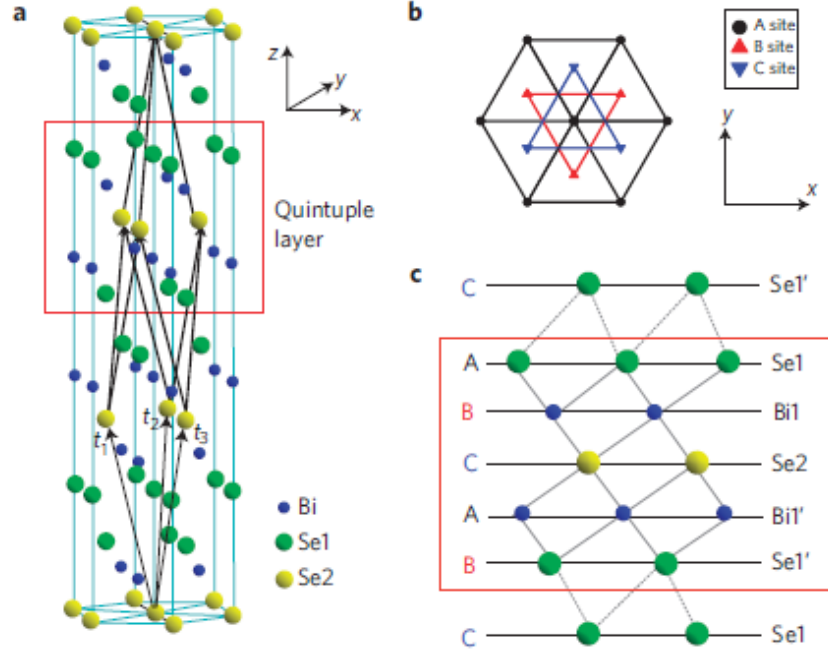 a
z
y
x
Quintuple
layer
t1
t2
t3
Bi
Se1
Se2
b
A site
B site
C site
y
x
c
C Se1′
A Se1
B Bi1
C Se2
A Bi1′
B Se1′
C Se1